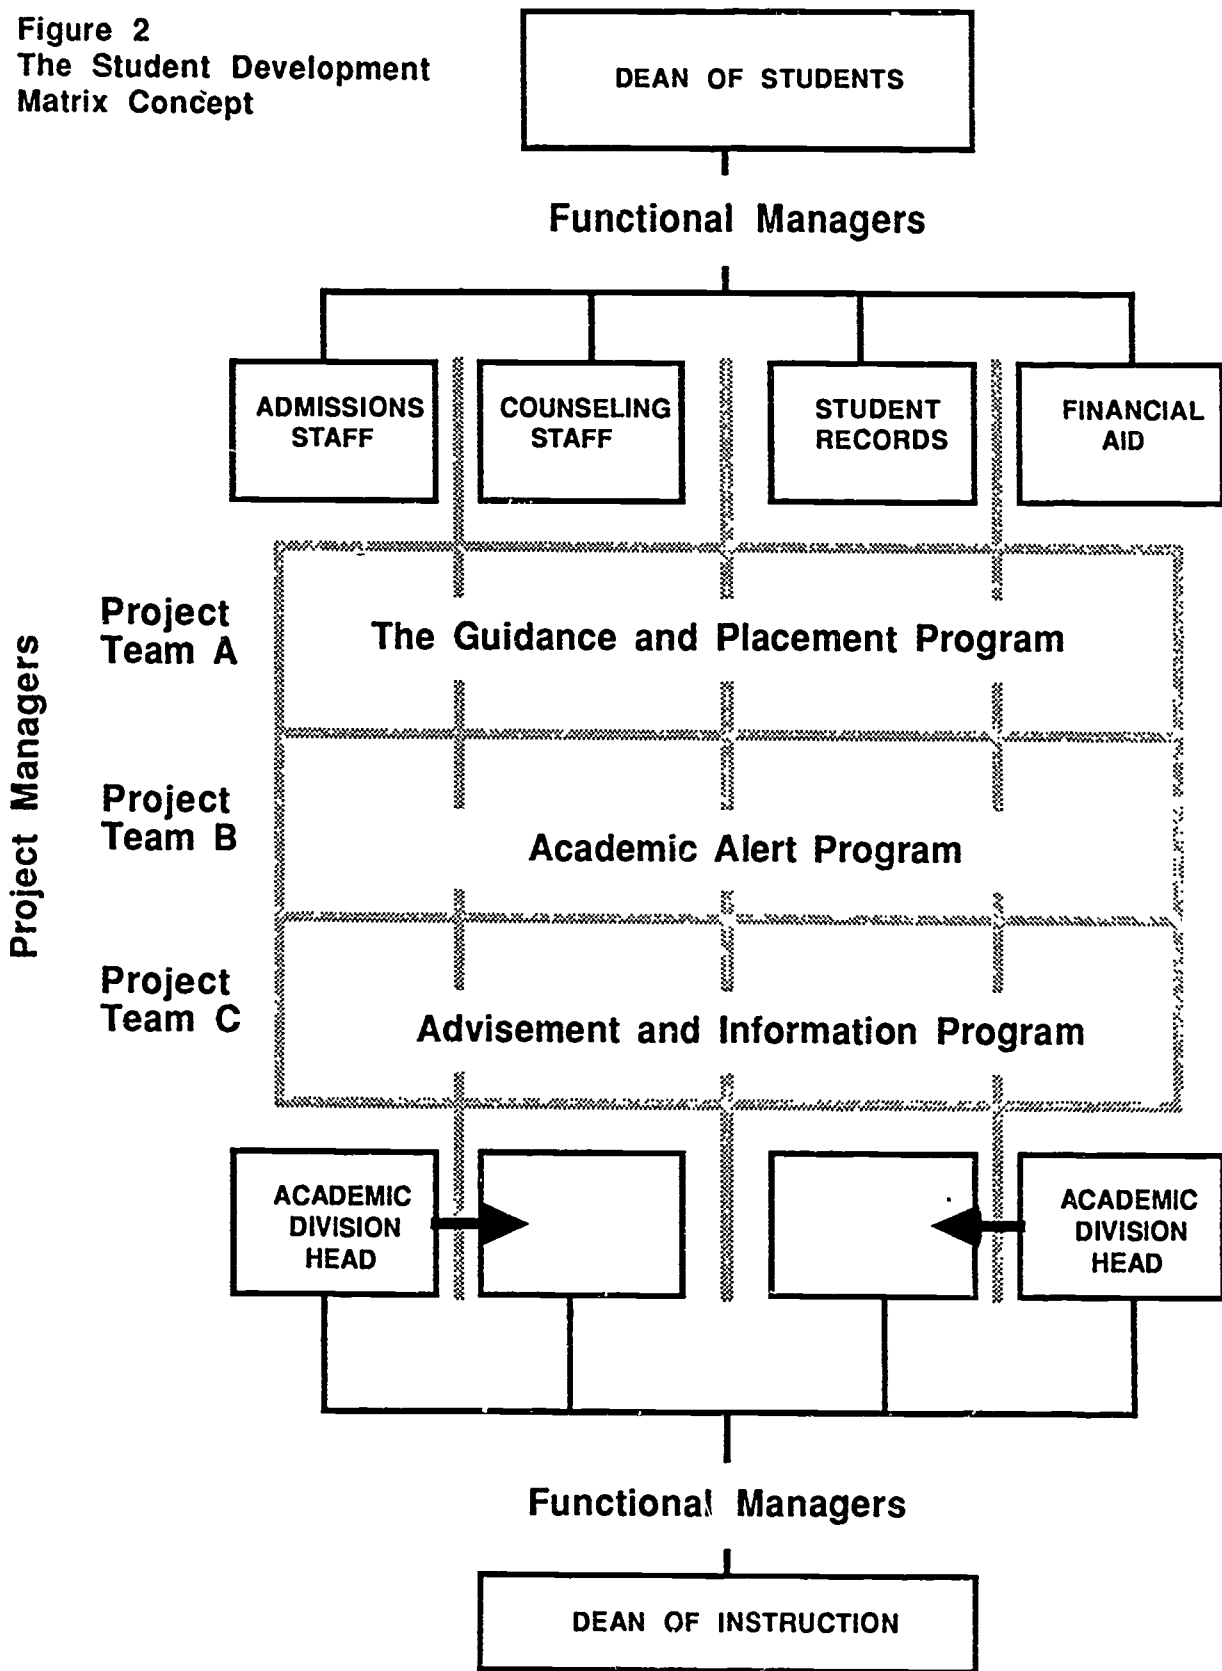 Figure 2
The Student Development
Matrix Concept
DEAN OF STUDENTS
Functional Managers
ADMISSIONS
STAFF
COUNSELING
STAFF
STUDENT
RECORDS
FINANCIAL
AID
Project Managers
Project
Team A
The Guidance and Placement Program
Project
Team B
Academic Alert Program
Project
Team C
Advisement and Information Program
ACADEMIC
DIVISION
HEAD
ACADEMIC
DIVISION
HEAD
Functional Managers
DEAN OF INSTRUCTION